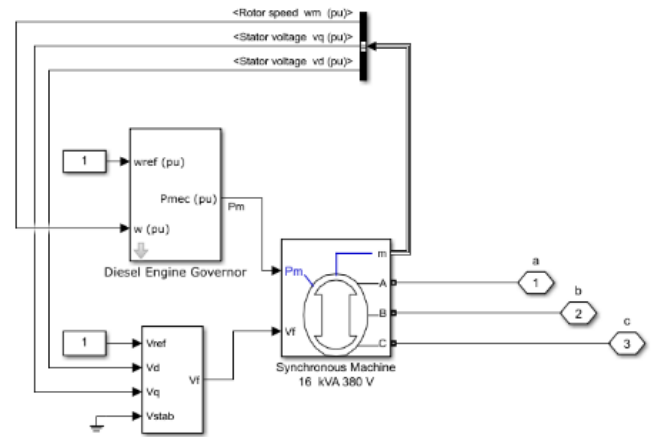 <Rotor speed wm (pu)>
<Stator voltage vq (pu)>
<Stator voltage vd (pu)>
1
wref (pu)
Pmec (pu)
Pm
w (pu)
Diesel Engine Governor
m
Pm
A
B
C
Vf
a
1
b
2
c
3
Synchronous Machine
16 kVA 380 V
1
Vref
Vd
Vf
Vq
Vstab